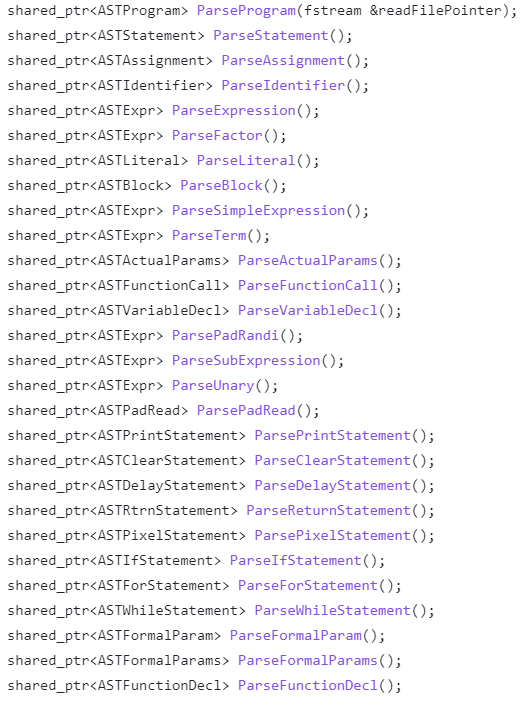 shared_ptr<ASTProgram> ParseProgram(fstream &readFilePointer);
shared_ptr<ASTStatement> ParseStatement();
shared_ptr<ASTAssignment> ParseAssignment();
shared_ptr<ASTIdentifier> ParseIdentifier();
shared_ptr<ASTExpr> ParseExpression();
shared_ptr<ASTExpr> ParseFactor();
shared_ptr<ASTLiteral> ParseLiteral();
shared_ptr<ASTBlock> ParseBlock();
shared_ptr<ASTExpr> ParseSimpleExpression();
shared_ptr<ASTExpr> ParseTerm();
shared_ptr<ASTActualParams> ParseActualParams();
shared_ptr<ASTFunctionCall> ParseFunctionCall();
shared_ptr<ASTVariableDecl> ParseVariableDecl();
shared_ptr<ASTExpr> ParsePadRandi();
shared_ptr<ASTExpr> ParseSubExpression();
shared_ptr<ASTExpr> ParseUnary();
shared_ptr<ASTPadRead> ParsePadRead();
shared_ptr<ASTPrintStatement> ParsePrintStatement();
shared_ptr<ASTClearStatement> ParseClearStatement();
shared_ptr<ASTDelayStatement> ParseDelayStatement();
shared_ptr<ASTRtrnStatement> ParseReturnStatement();
shared_ptr<ASTPixelStatement> ParsePixelStatement();
shared_ptr<ASTIfStatement> ParseIfStatement();
shared_ptr<ASTForStatement> ParseForStatement();
shared_ptr<ASTWhileStatement> ParseWhileStatement();
shared_ptr<ASTFormalParam> ParseFormalParam();
shared_ptr<ASTFormalParams> ParseFormalParams();
shared_ptr<ASTFunctionDecl> ParseFunctionDecl();